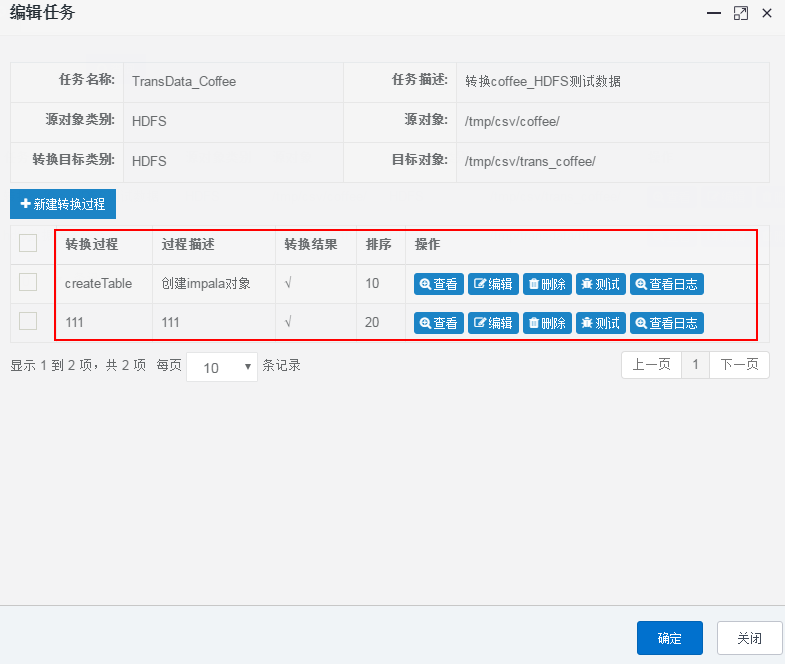 编辑任务
任务名称: TransData_Coffee 任务描述: 转换coffee_HDFS测试数据
源对象类别: HDFS 源对象: /tmp/csv/coffee/
转换目标类别: HDFS 目标对象: /tmp/csv/trans_coffee/
新建转换过程
转换过程 过程描述 转换结果 排序 操作
createTable 创建impala对象 √ 10 查看 编辑 删除 测试 查看日志
111 111 √ 20 查看 编辑 删除 测试 查看日志
显示 1 到 2 项，共 2 项 每页 10 条记录 上一页 1 下一页
确定 关闭